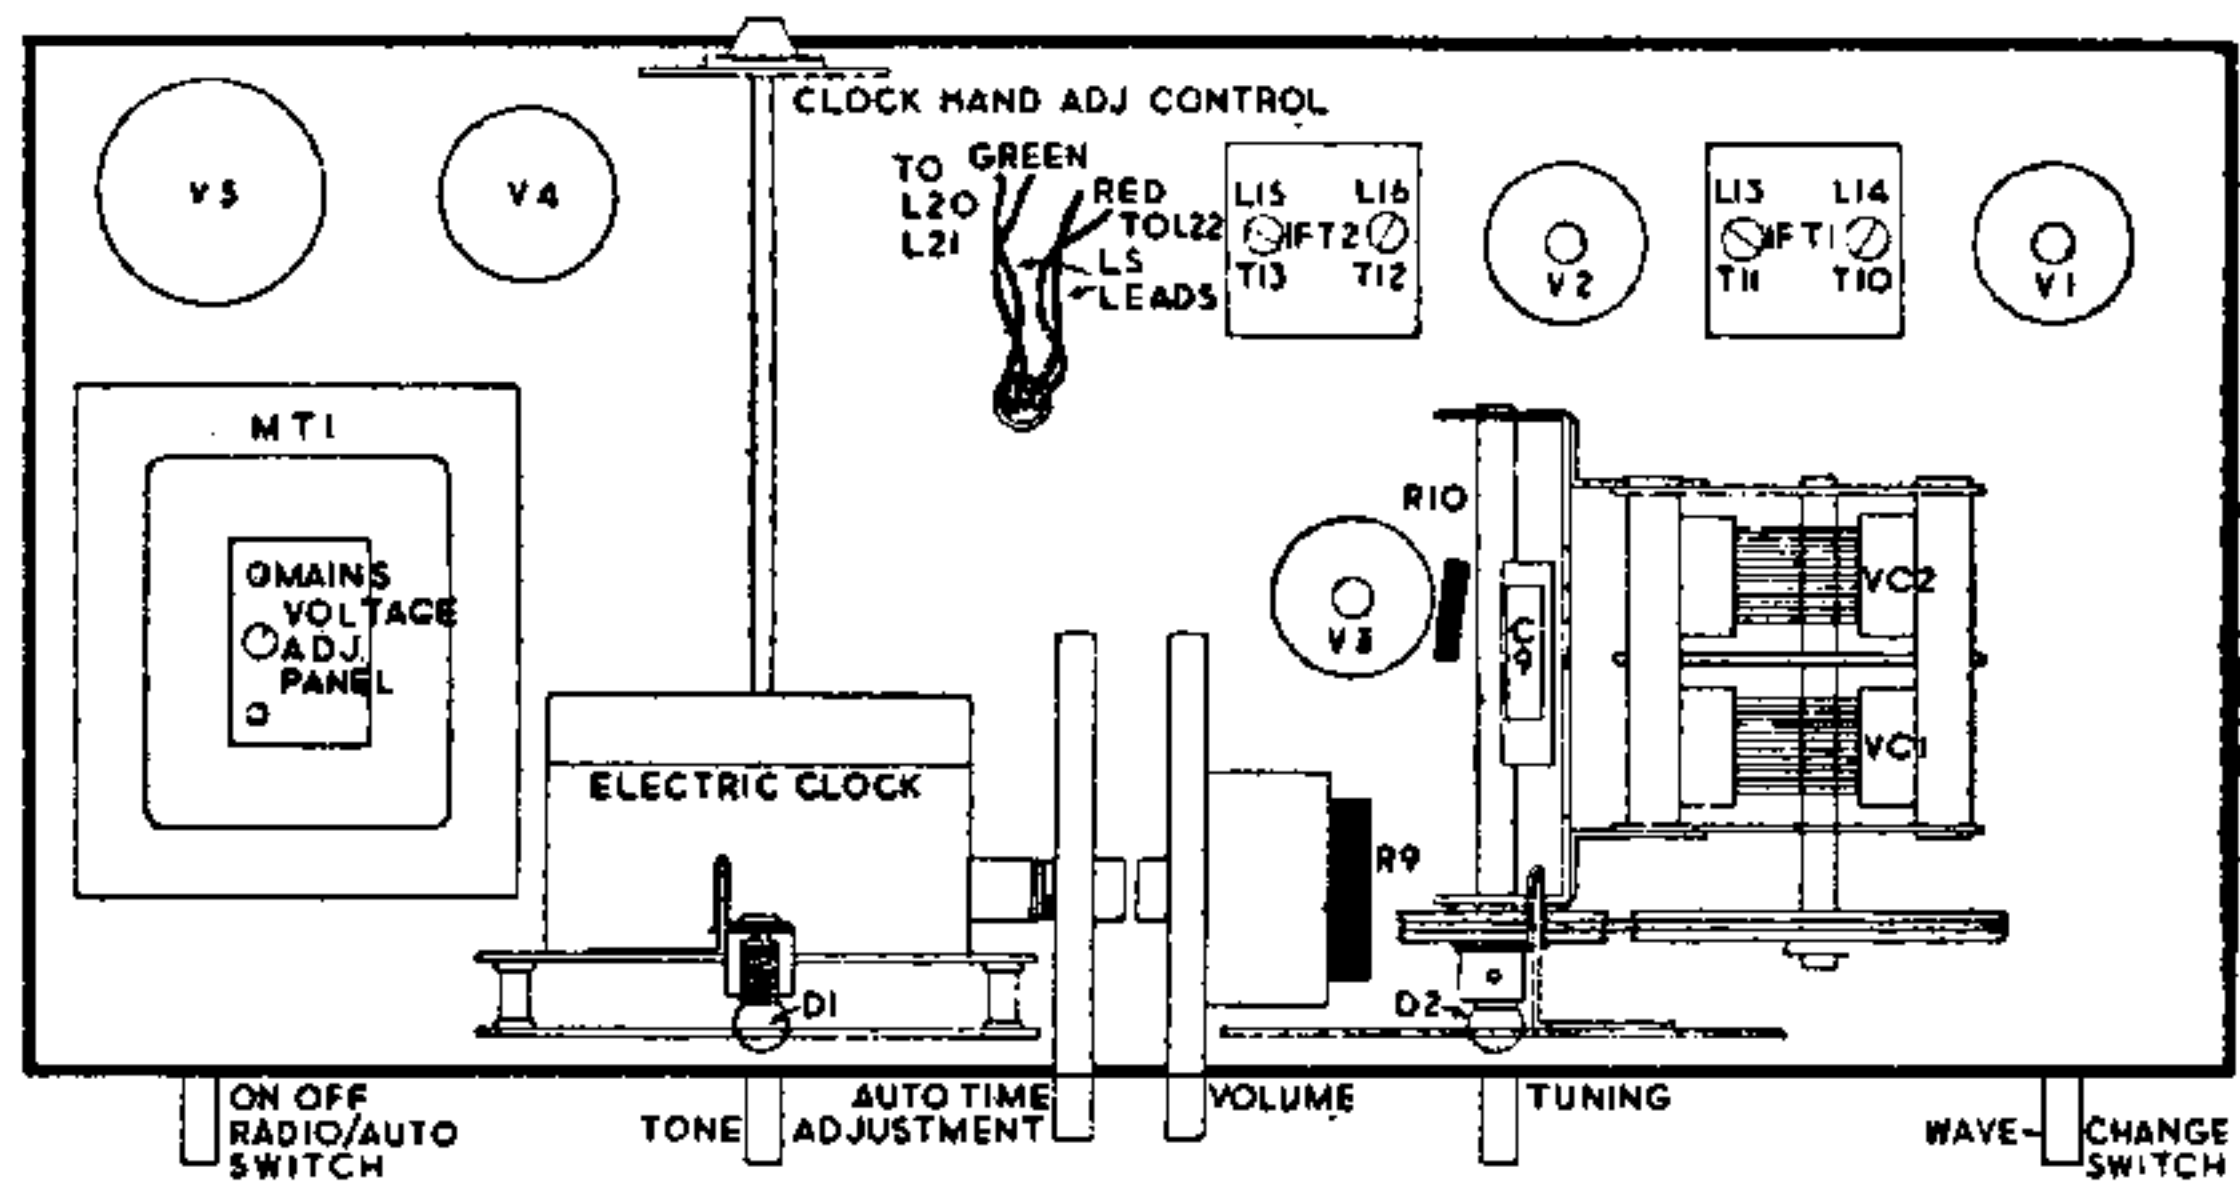 CLOCK HAND ADJ CONTROL
V5
V4
TO
L20
L21
GREEN
RED
TO L22
LS
LEADS
L15
L16
IFT2
T13
T12
V2
L13
L14
IFT1
T11
T10
V1
MT1
MAINS
VOLTAGE
ADJ.
PANEL
R10
V3
C9
VC2
VC1
ELECTRIC CLOCK
R9
D1
D2
ON OFF
RADIO/AUTO
SWITCH
TONE
AUTO TIME
ADJUSTMENT
VOLUME
TUNING
WAVE-CHANGE
SWITCH